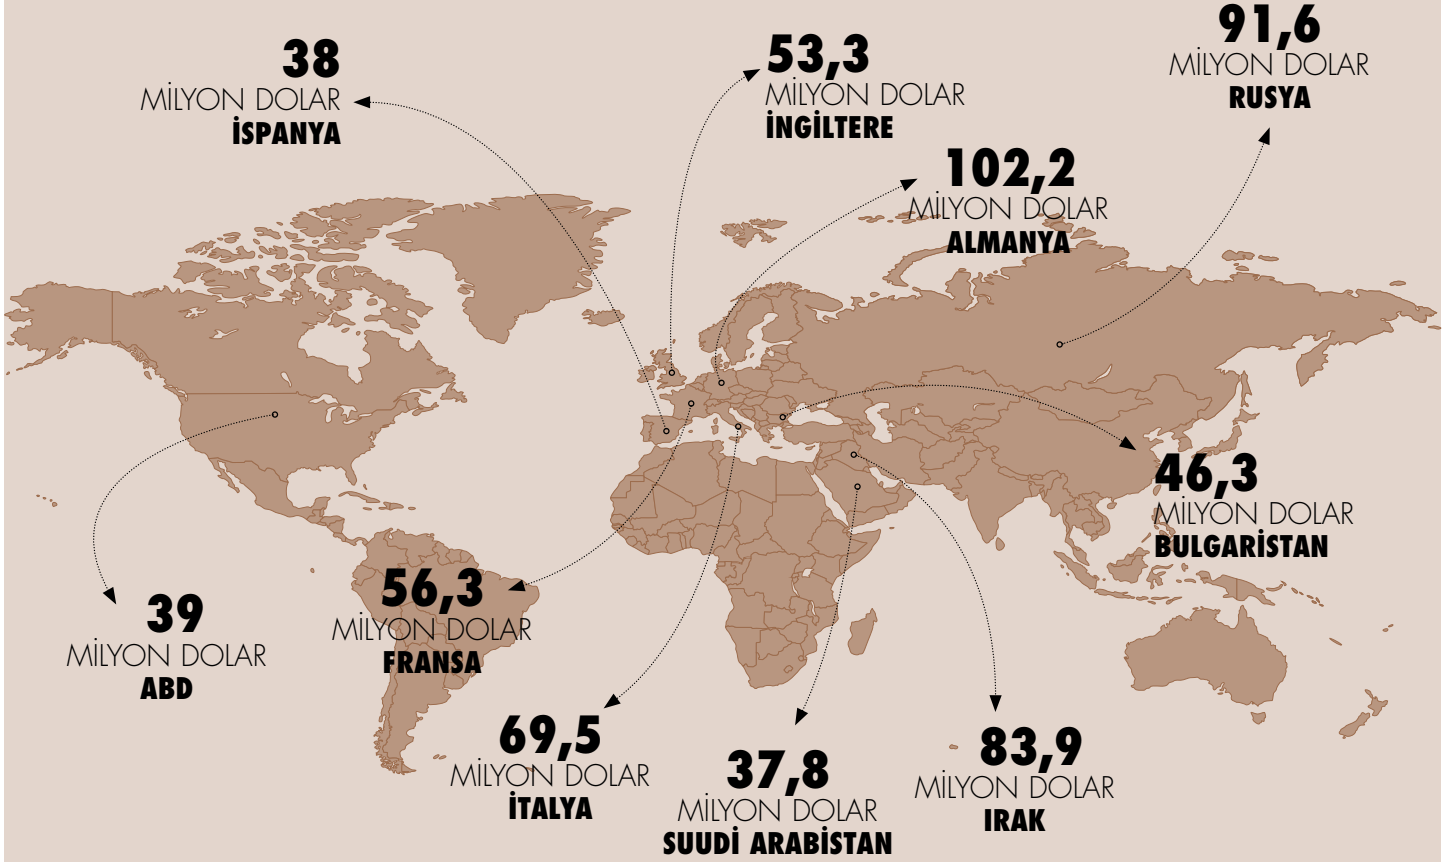 38
MİLYON DOLAR
İSPANYA
53,3
MİLYON DOLAR
İNGİLTERE
91,6
MİLYON DOLAR
RUSYA
102,2
MİLYON DOLAR
ALMANYA
46,3
MİLYON DOLAR
BULGARİSTAN
39
MİLYON DOLAR
ABD
56,3
MİLYON DOLAR
FRANSA
69,5
MİLYON DOLAR
İTALYA
37,8
MİLYON DOLAR
SUUDİ ARABİSTAN
83,9
MİLYON DOLAR
IRAK